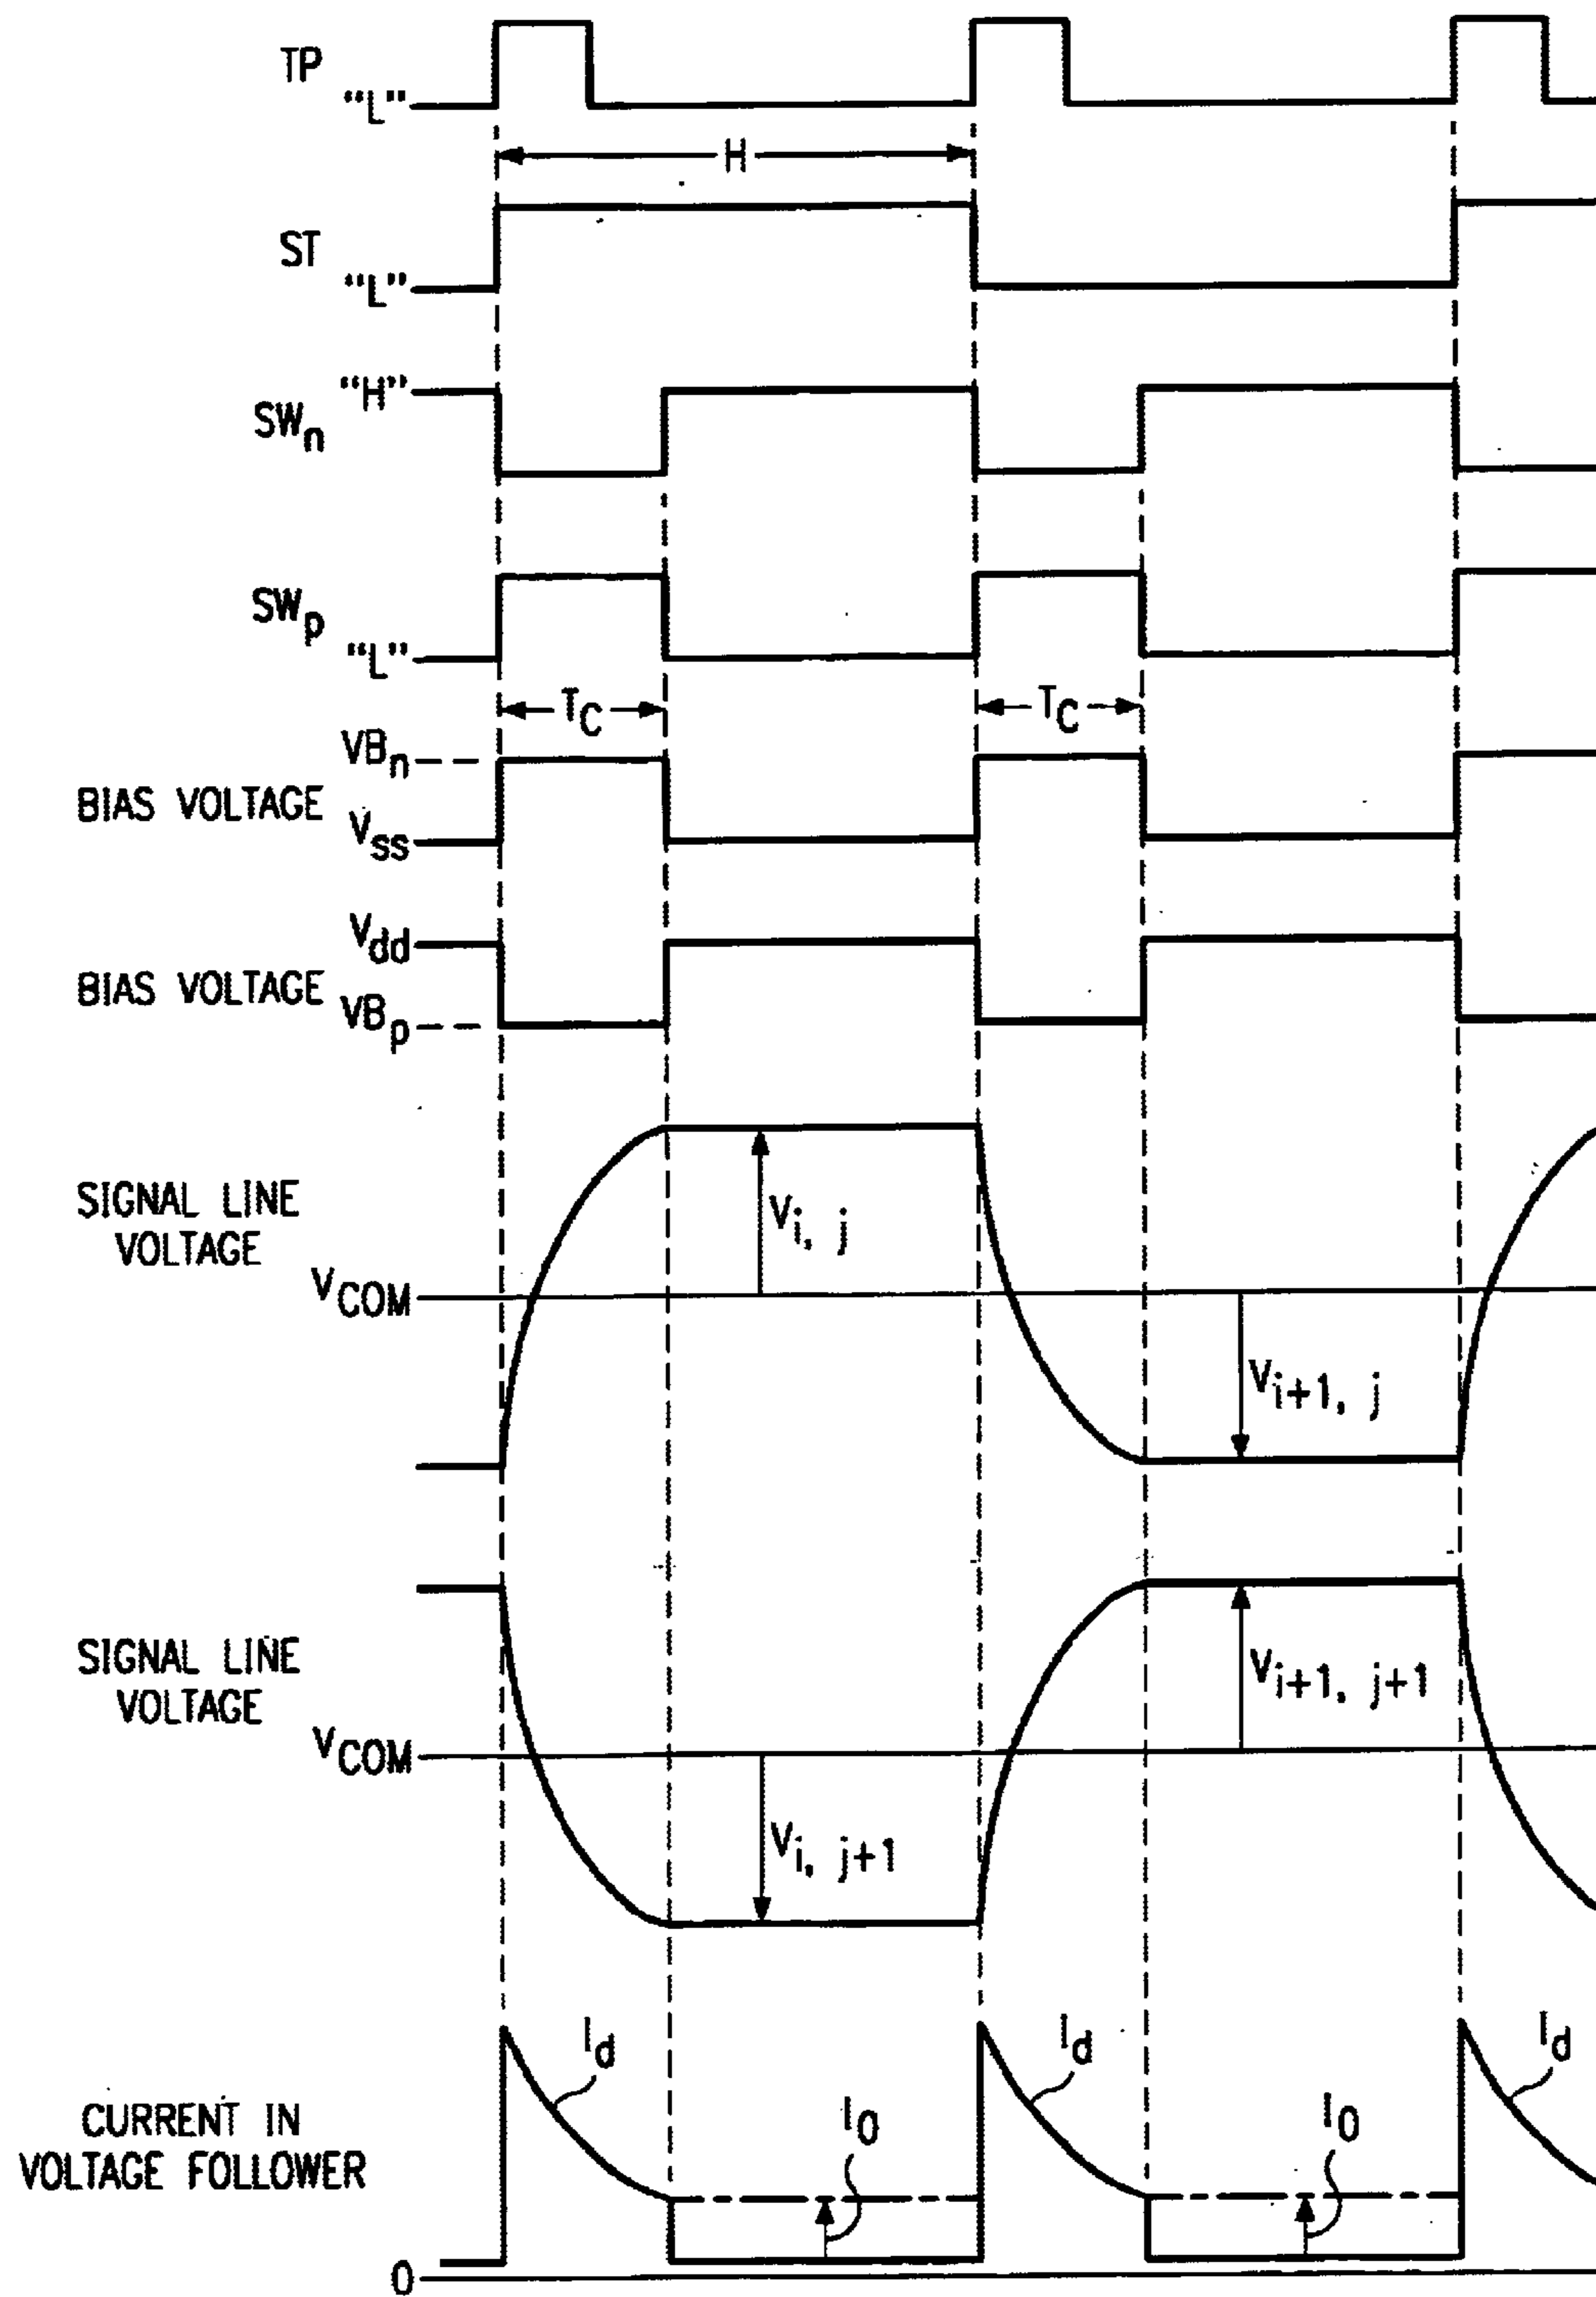 TP
"L"
H
ST
"L"
"H"
SWn
SWp
"L"
TC TC
VBn
BIAS VOLTAGE
Vss
Vdd
BIAS VOLTAGE
VBp
SIGNAL LINE
VOLTAGE
Vi, j
VCOM
Vi+1, j
SIGNAL LINE
VOLTAGE
Vi+1, j+1
VCOM
Vi, j+1
Id Id Id
CURRENT IN
VOLTAGE FOLLOWER
I0 I0
0